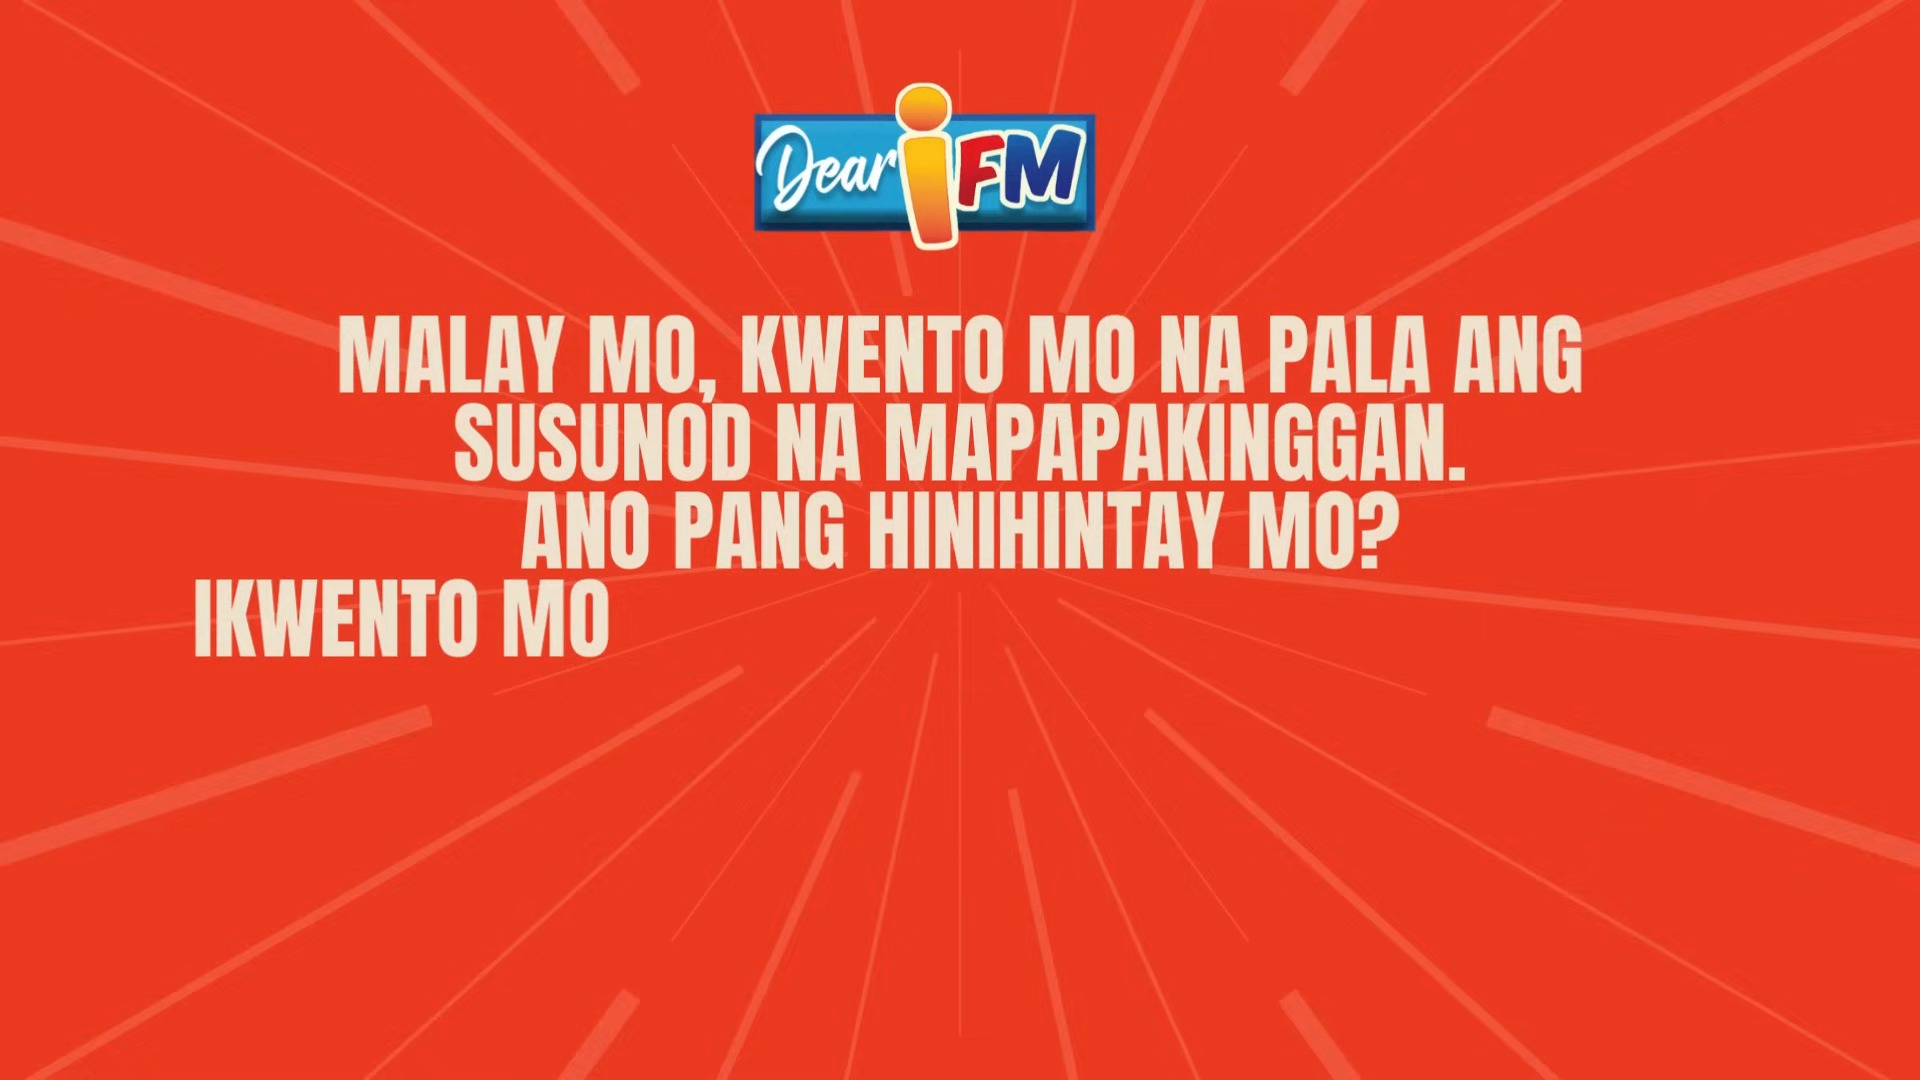 Dear iFM
MALAY MO, KWENTO MO NA PALA ANG
SUSUNOD NA MAPAPAKINGGAN.
ANO PANG HINIHINTAY MO?
IKWENTO MO